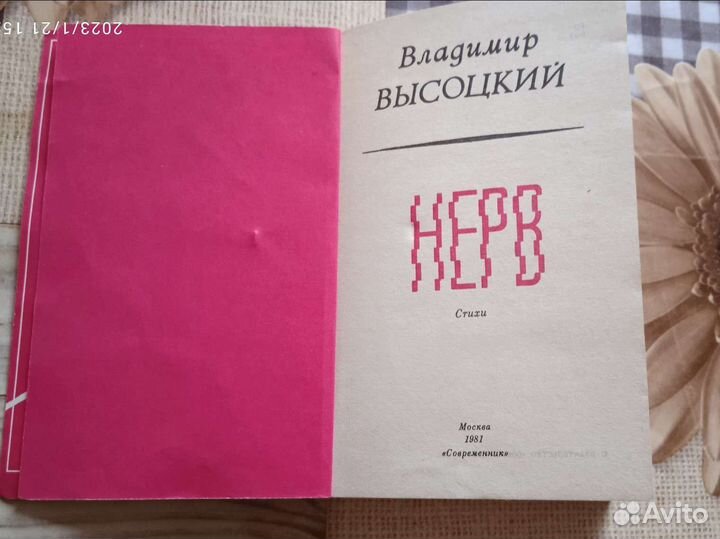 Владимир
ВЫСОЦКИЙ
НЕРВ
Стихи
Москва
1981
«Современник»
2023/1/21 15
Avito